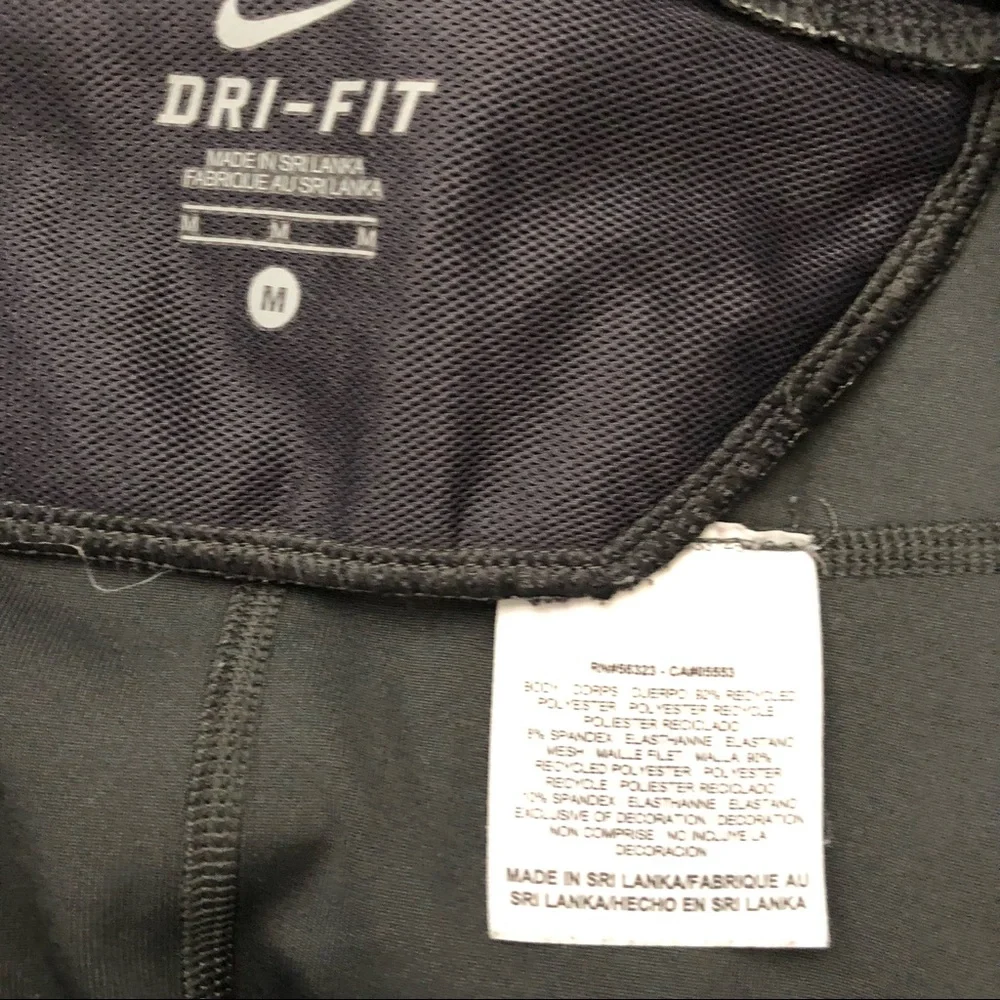 DRI-FIT
MADE IN SRI LANKA
FABRIQUE AU SRI LANKA
M M M
M
RN#56323 - CA#05553
BODY CORPS CUERPO 92% RECYCLED
POLYESTER POLYESTER RECYCLE
POLIESTER RECICLADO
8% SPANDEX ELASTHANNE ELASTANO
MESH MAILLE FILET MALLA 90%
RECYCLED POLYESTER POLYESTER
RECYCLE POLIESTER RECICLADO
10% SPANDEX ELASTHANNE ELASTANO
EXCLUSIVE OF DECORATION DECORATION
NON COMPRISE NO INCLUYE LA
DECORACION
MADE IN SRI LANKA/FABRIQUE AU
SRI LANKA/HECHO EN SRI LANKA